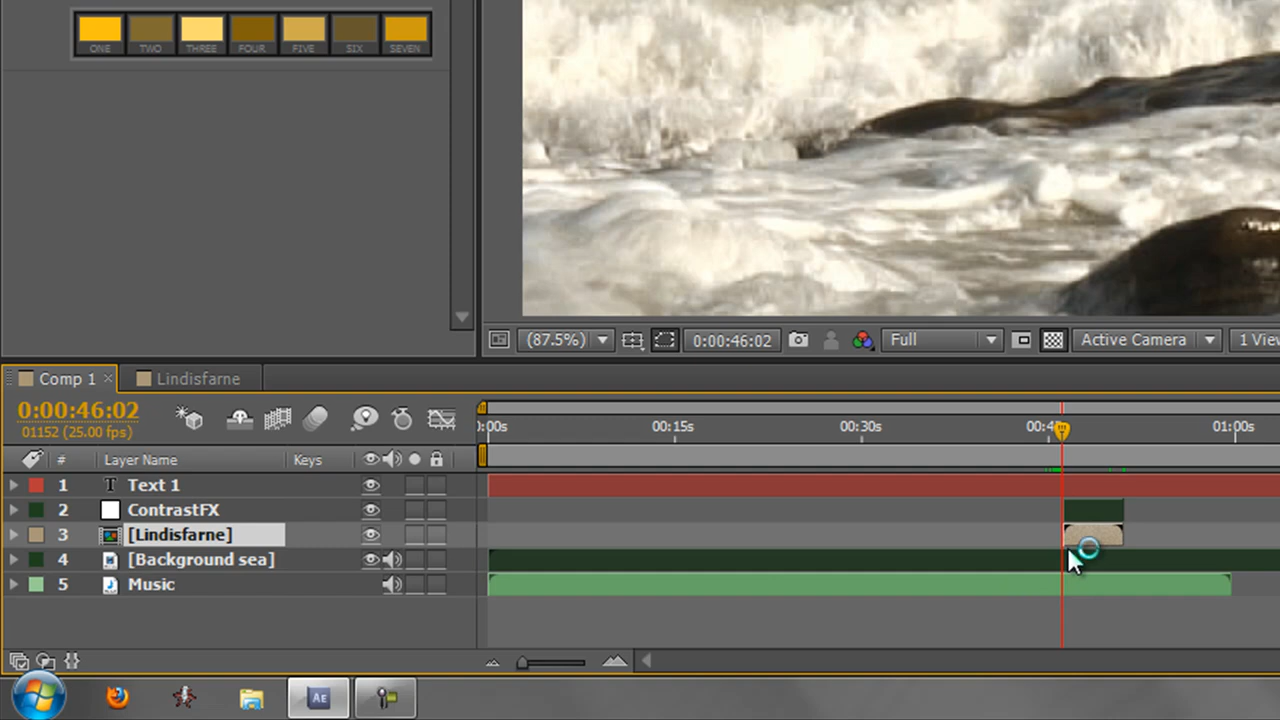 ONE TWO THREE FOUR FIVE SIX SEVEN
(87.5%) 0:00:46:02 Full Active Camera 1 View
Comp 1 × Lindisfarne
0:00:46:02
01152 (25.00 fps)
:00s 00:15s 00:30s 00:4 01:00s
# Layer Name Keys
1 T Text 1
2 ContrastFX
3 [Lindisfarne]
4 [Background sea]
5 Music
AE